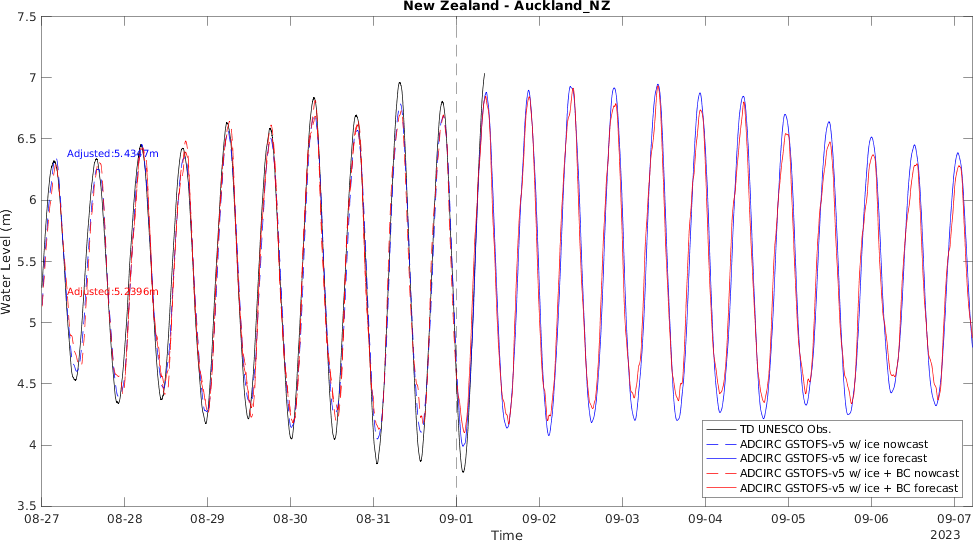 New Zealand - Auckland_NZ
7.5
7
6.5
6
5.5
5
4.5
4
3.5
Water Level (m)
Adjusted:5.4347m
Adjusted:5.2396m
TD UNESCO Obs.
ADCIRC GSTOFS-v5 w/ ice nowcast
ADCIRC GSTOFS-v5 w/ ice forecast
ADCIRC GSTOFS-v5 w/ ice + BC nowcast
ADCIRC GSTOFS-v5 w/ ice + BC forecast
08-27 08-28 08-29 08-30 08-31 09-01 09-02 09-03 09-04 09-05 09-06 09-07
Time
2023